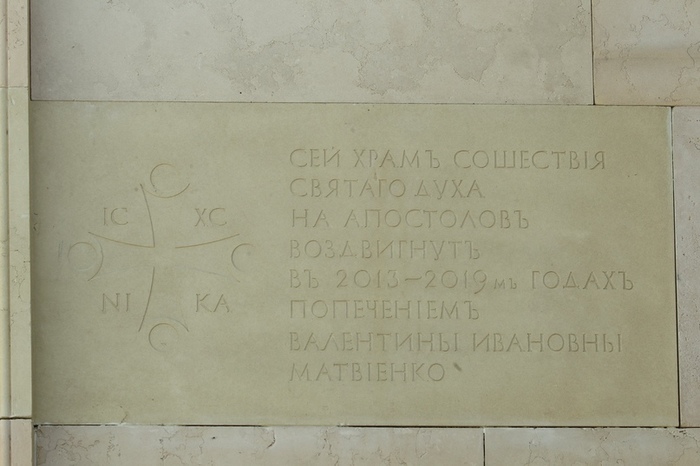 IC XC
NI KA
СЕЙ ХРАМЪ СОШЕСТВІЯ
СВЯТАГО ДУХА
НА АПОСТОЛОВЪ
ВОЗДВИГНУТЪ
ВЪ 2013–2019мъ ГОДАХЪ
ПОПЕЧЕНІЕМЪ
ВАЛЕНТИНЫ ИВАНОВНЫ
МАТВІЕНКО